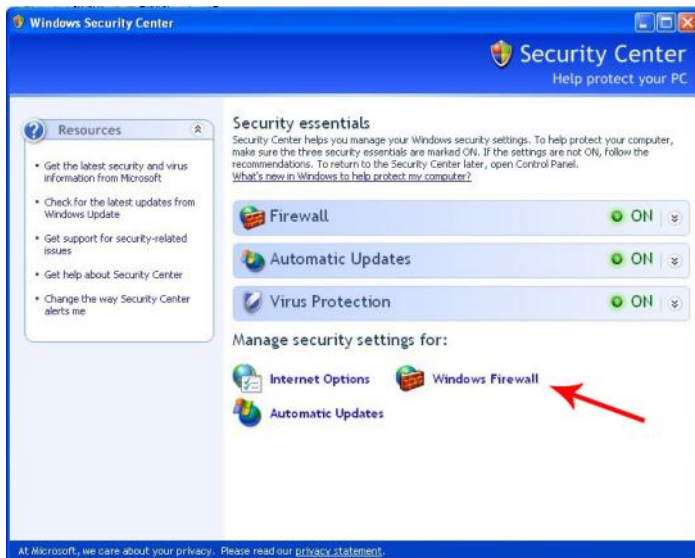 Windows Security Center
Security Center
Help protect your PC
Resources
Get the latest security and virus
information from Microsoft
Check for the latest updates from
Windows Update
Get support for security-related
issues
Get help about Security Center
Change the way Security Center
alerts me
Security essentials
Security Center helps you manage your Windows security settings. To help protect your computer,
make sure the three security essentials are marked ON. If the settings are not ON, follow the
recommendations. To return to the Security Center later, open Control Panel.
What's new in Windows to help protect my computer?
Firewall ON
Automatic Updates ON
Virus Protection ON
Manage security settings for:
Internet Options Windows Firewall
Automatic Updates
At Microsoft, we care about your privacy. Please read our privacy statement.